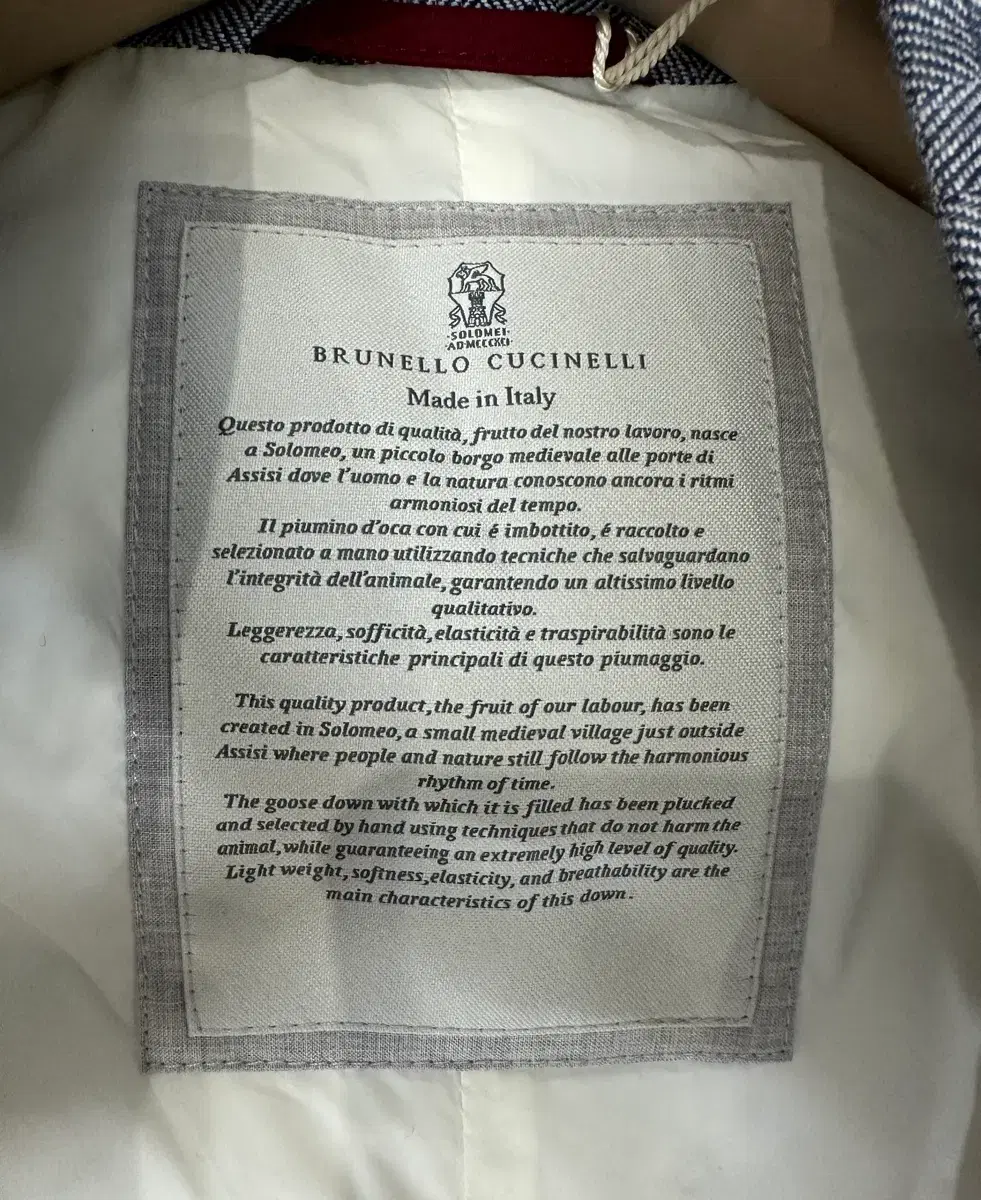 ·SOLOMEI·
·AD·MCCCXCI·
BRUNELLO CUCINELLI
Made in Italy
Questo prodotto di qualità, frutto del nostro lavoro, nasce
a Solomeo, un piccolo borgo medievale alle porte di
Assisi dove l'uomo e la natura conoscono ancora i ritmi
armoniosi del tempo.
Il piumino d'oca con cui é imbottito, é raccolto e
selezionato a mano utilizzando tecniche che salvaguardano
l'integrità dell'animale, garantendo un altissimo livello
qualitativo.
Leggerezza, sofficità, elasticità e traspirabilità sono le
caratteristiche principali di questo piumaggio.
This quality product, the fruit of our labour, has been
created in Solomeo, a small medieval village just outside
Assisi where people and nature still follow the harmonious
rhythm of time.
The goose down with which it is filled has been plucked
and selected by hand using techniques that do not harm the
animal, while guaranteeing an extremely high level of quality.
Light weight, softness, elasticity, and breathability are the
main characteristics of this down.